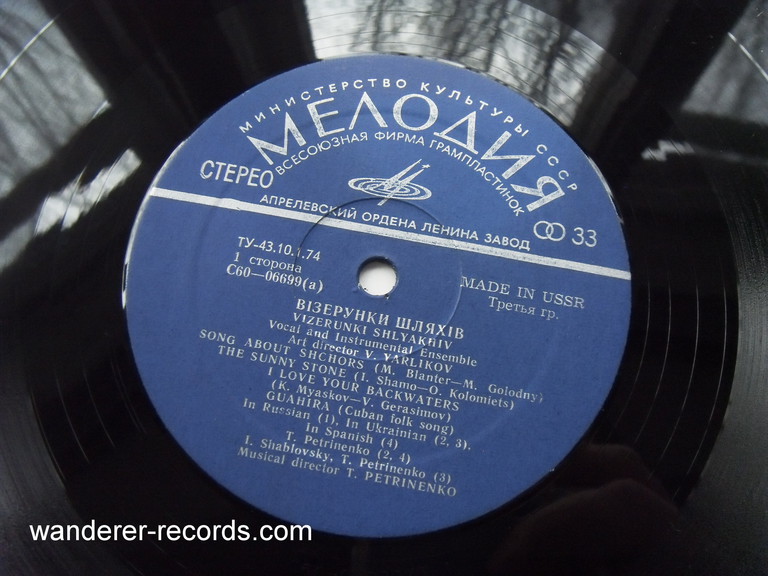 МИНИСТЕРСТВО КУЛЬТУРЫ СССР
МЕЛОДИЯ
ВСЕСОЮЗНАЯ ФИРМА ГРАМПЛАСТИНОК
СТЕРЕО
АПРЕЛЕВСКИЙ ОРДЕНА ЛЕНИНА ЗАВОД
33
ТУ-43.10.1.74
1 сторона
С60—06699(а)
MADE IN USSR
Третья гр.
ВІЗЕРУНКИ ШЛЯХІВ
VIZERUNKI SHLYAKHIV
Vocal and Instrumental Ensemble
Art director V. YARLIKOV
SONG ABOUT SHCHORS (M. Blanter—M. Golodny)
THE SUNNY STONE (I. Shamo—O. Kolomiets)
I LOVE YOUR BACKWATERS
(K. Myaskov—V. Gerasimov)
GUAHIRA (Cuban folk song)
In Russian (1), In Ukrainian (2, 3).
In Spanish (4)
T. Petrinenko (2, 4)
I. Shablovsky, T. Petrinenko (3)
Musical director T. PETRINENKO
wanderer-records.com